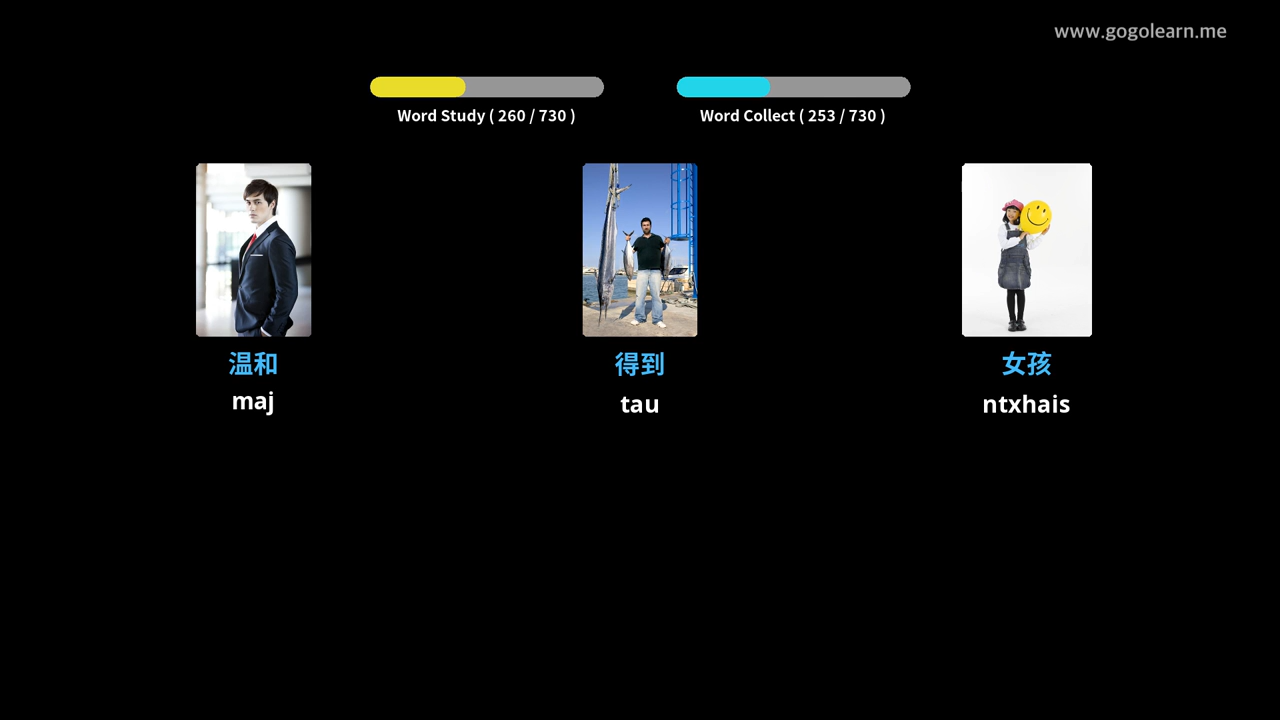 www.gogolearn.me
Word Study ( 260 / 730 )
Word Collect ( 253 / 730 )
温和
得到
女孩
maj
tau
ntxhais